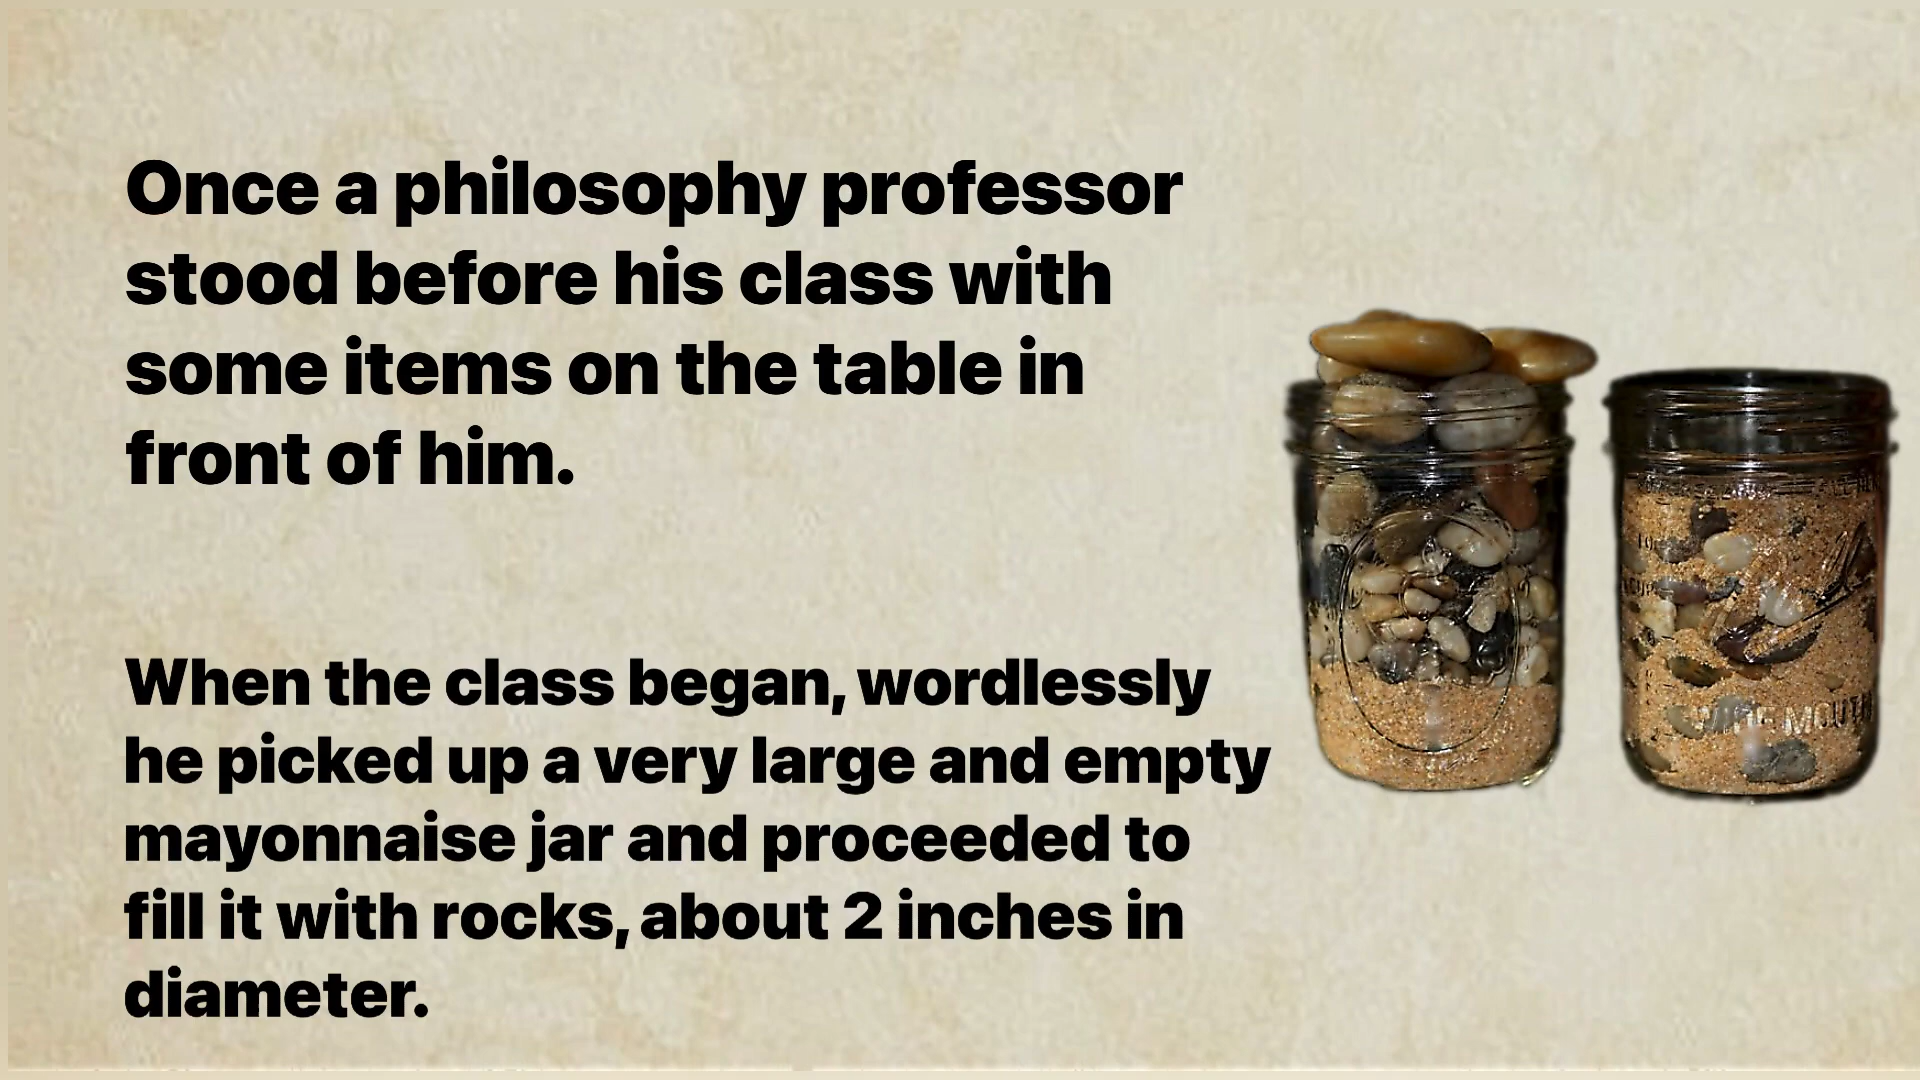 Once a philosophy professor
stood before his class with
some items on the table in
front of him.
When the class began, wordlessly
he picked up a very large and empty
mayonnaise jar and proceeded to
fill it with rocks, about 2 inches in
diameter.
WIDE MOUTH